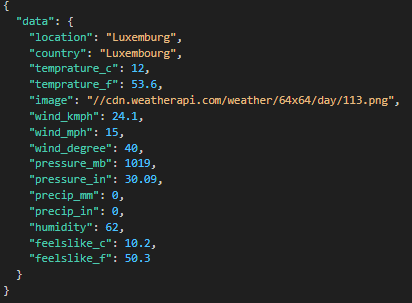 {
  "data": {
    "location": "Luxemburg",
    "country": "Luxembourg",
    "temprature_c": 12,
    "temprature_f": 53.6,
    "image": "//cdn.weatherapi.com/weather/64x64/day/113.png",
    "wind_kmph": 24.1,
    "wind_mph": 15,
    "wind_degree": 40,
    "pressure_mb": 1019,
    "pressure_in": 30.09,
    "precip_mm": 0,
    "precip_in": 0,
    "humidity": 62,
    "feelslike_c": 10.2,
    "feelslike_f": 50.3
  }
}